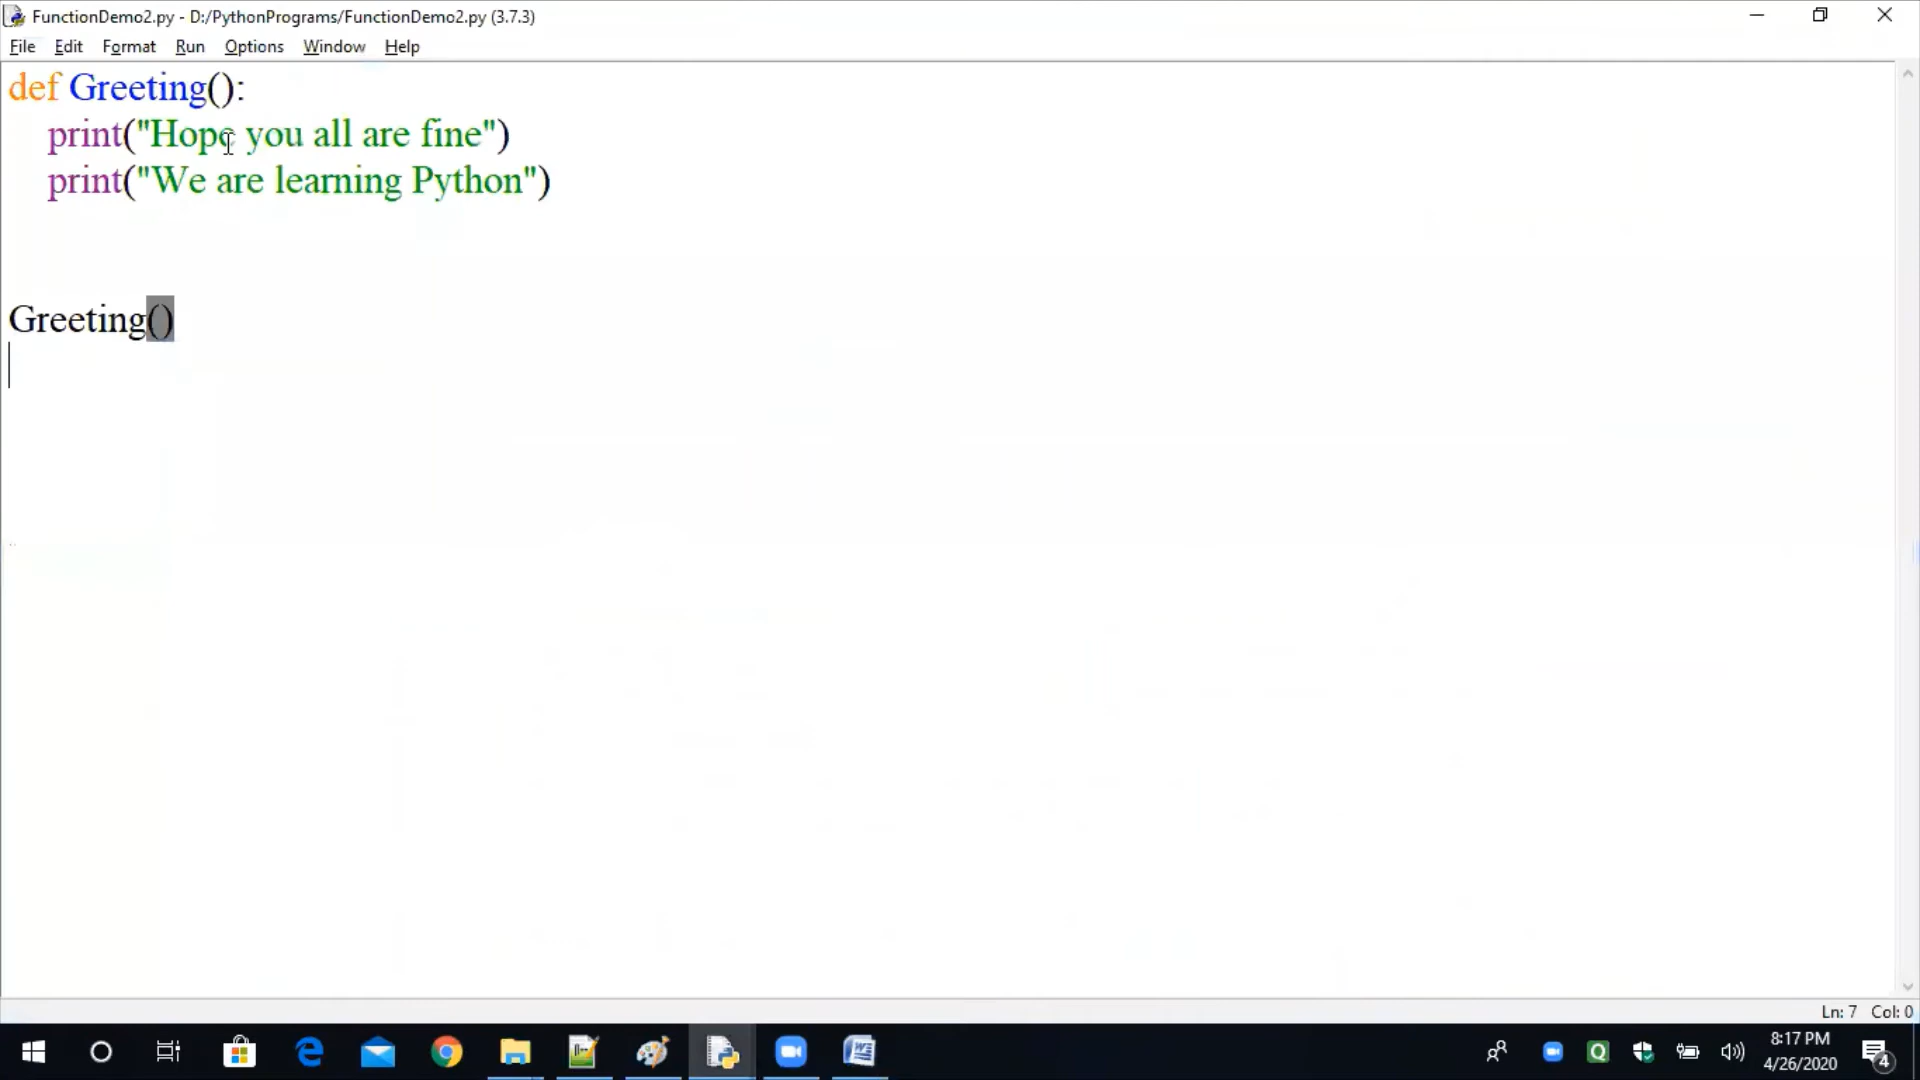 FunctionDemo2.py - D:/PythonPrograms/FunctionDemo2.py (3.7.3)
File Edit Format Run Options Window Help
def Greeting():
    print("Hope you all are fine")
    print("We are learning Python")
Greeting()
Ln: 7 Col: 0
8:17 PM
4/26/2020
4